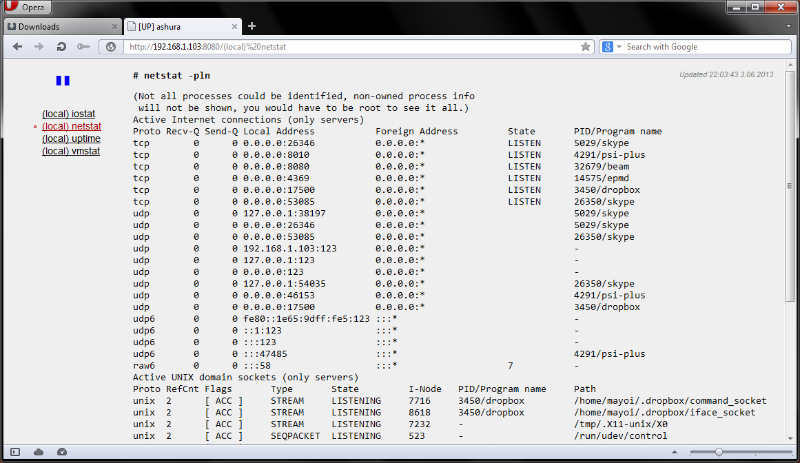 Opera
Downloads
[UP] ashura
http://192.168.1.103:8080/(local)%20netstat
Search with Google
# netstat -pln
Updated 22:03:43 3.06.2013
(local) iostat
(local) netstat
(local) uptime
(local) vmstat
(Not all processes could be identified, non-owned process info
will not be shown, you would have to be root to see it all.)
Active Internet connections (only servers)
Proto Recv-Q Send-Q Local Address Foreign Address State PID/Program name
tcp 0 0 0.0.0.0:26346 0.0.0.0:* LISTEN 5029/skype
tcp 0 0 0.0.0.0:8010 0.0.0.0:* LISTEN 4291/psi-plus
tcp 0 0 0.0.0.0:8080 0.0.0.0:* LISTEN 32679/beam
tcp 0 0 0.0.0.0:4369 0.0.0.0:* LISTEN 14575/epmd
tcp 0 0 0.0.0.0:17500 0.0.0.0:* LISTEN 3450/dropbox
tcp 0 0 0.0.0.0:53085 0.0.0.0:* LISTEN 26350/skype
udp 0 0 127.0.0.1:38197 0.0.0.0:* 5029/skype
udp 0 0 0.0.0.0:26346 0.0.0.0:* 5029/skype
udp 0 0 0.0.0.0:53085 0.0.0.0:* 26350/skype
udp 0 0 192.168.1.103:123 0.0.0.0:* -
udp 0 0 127.0.0.1:123 0.0.0.0:* -
udp 0 0 0.0.0.0:123 0.0.0.0:* -
udp 0 0 127.0.0.1:54035 0.0.0.0:* 26350/skype
udp 0 0 0.0.0.0:46153 0.0.0.0:* 4291/psi-plus
udp 0 0 0.0.0.0:17500 0.0.0.0:* 3450/dropbox
udp6 0 0 fe80::1e65:9dff:fe5:123 :::* -
udp6 0 0 ::1:123 :::* -
udp6 0 0 :::123 :::* -
udp6 0 0 :::47485 :::* 4291/psi-plus
raw6 0 0 :::58 :::* 7 -
Active UNIX domain sockets (only servers)
Proto RefCnt Flags Type State I-Node PID/Program name Path
unix 2 [ ACC ] STREAM LISTENING 7716 3450/dropbox /home/mayoi/.dropbox/command_socket
unix 2 [ ACC ] STREAM LISTENING 8618 3450/dropbox /home/mayoi/.dropbox/iface_socket
unix 2 [ ACC ] STREAM LISTENING 7232 - /tmp/.X11-unix/X0
unix 2 [ ACC ] SEQPACKET LISTENING 523 - /run/udev/control